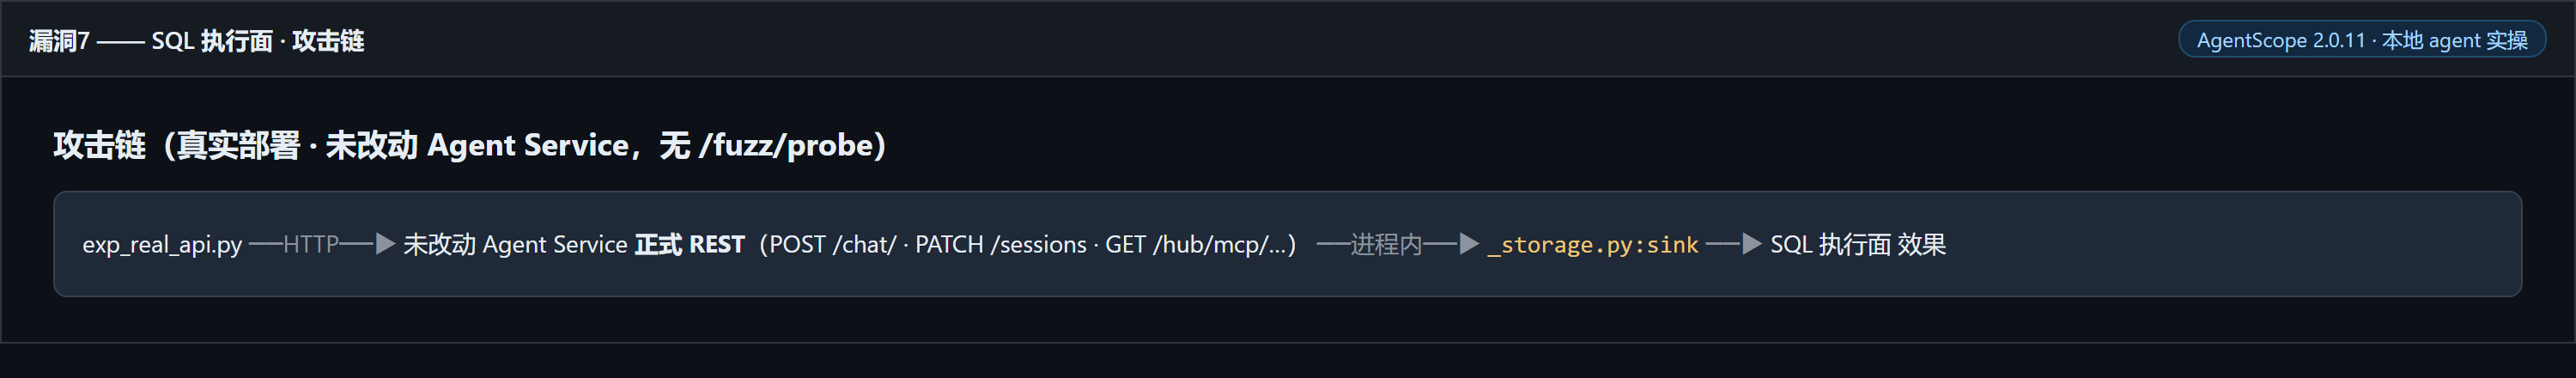 漏洞7 —— SQL 执行面 · 攻击链
AgentScope 2.0.11 · 本地 agent 实操
攻击链（真实部署 · 未改动 Agent Service，无 /fuzz/probe）
exp_real_api.py ──HTTP──▶ 未改动 Agent Service 正式 REST（POST /chat/ · PATCH /sessions · GET /hub/mcp/…） ──进程内──▶ _storage.py:sink ──▶ SQL 执行面 效果